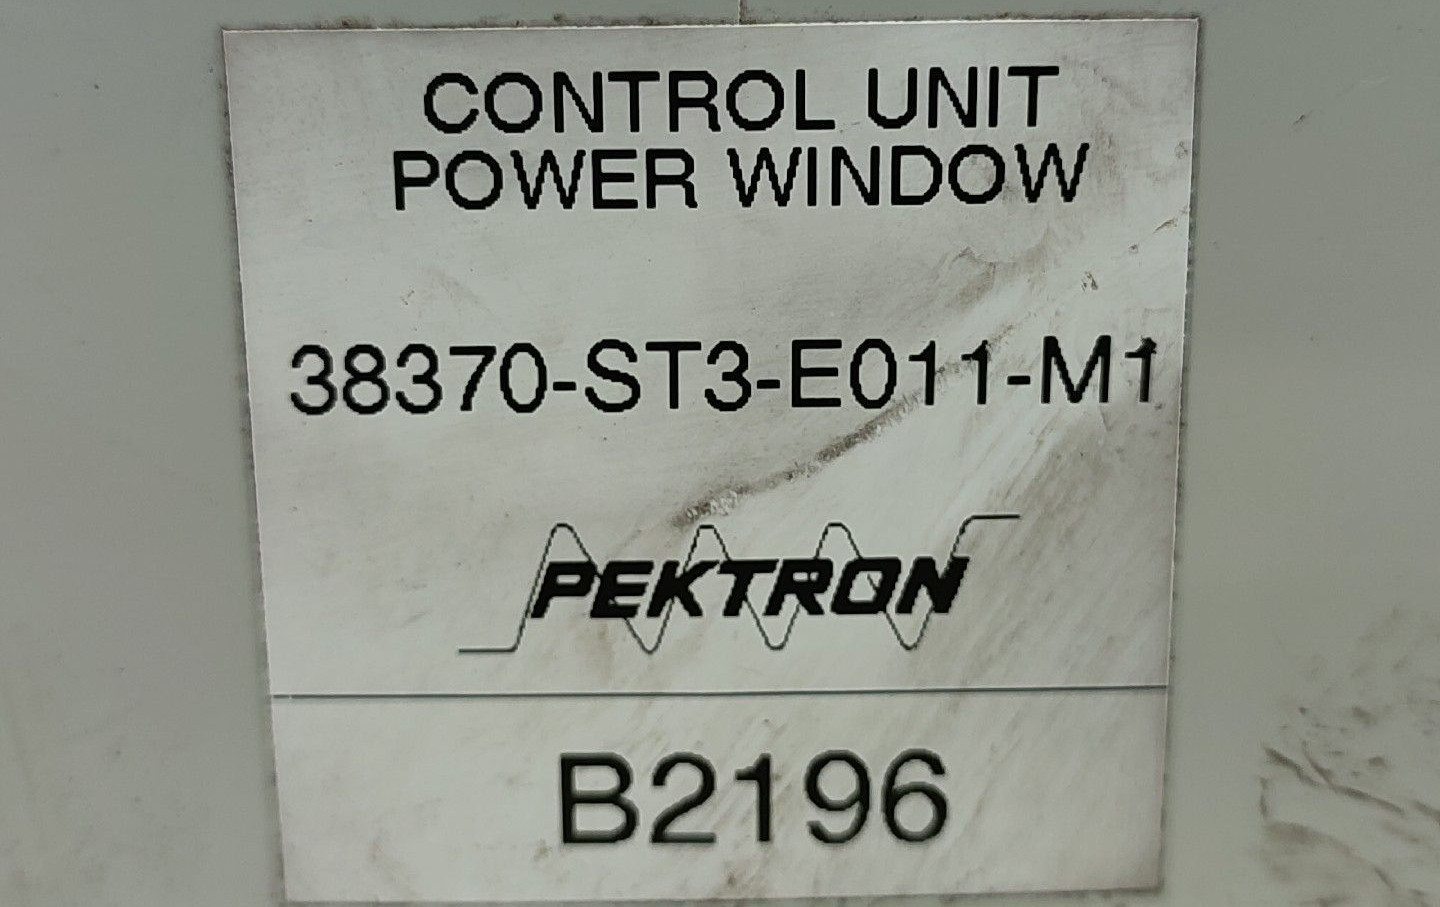 CONTROL UNIT
POWER WINDOW
38370-ST3-E011-M1
PEKTRON
B2196